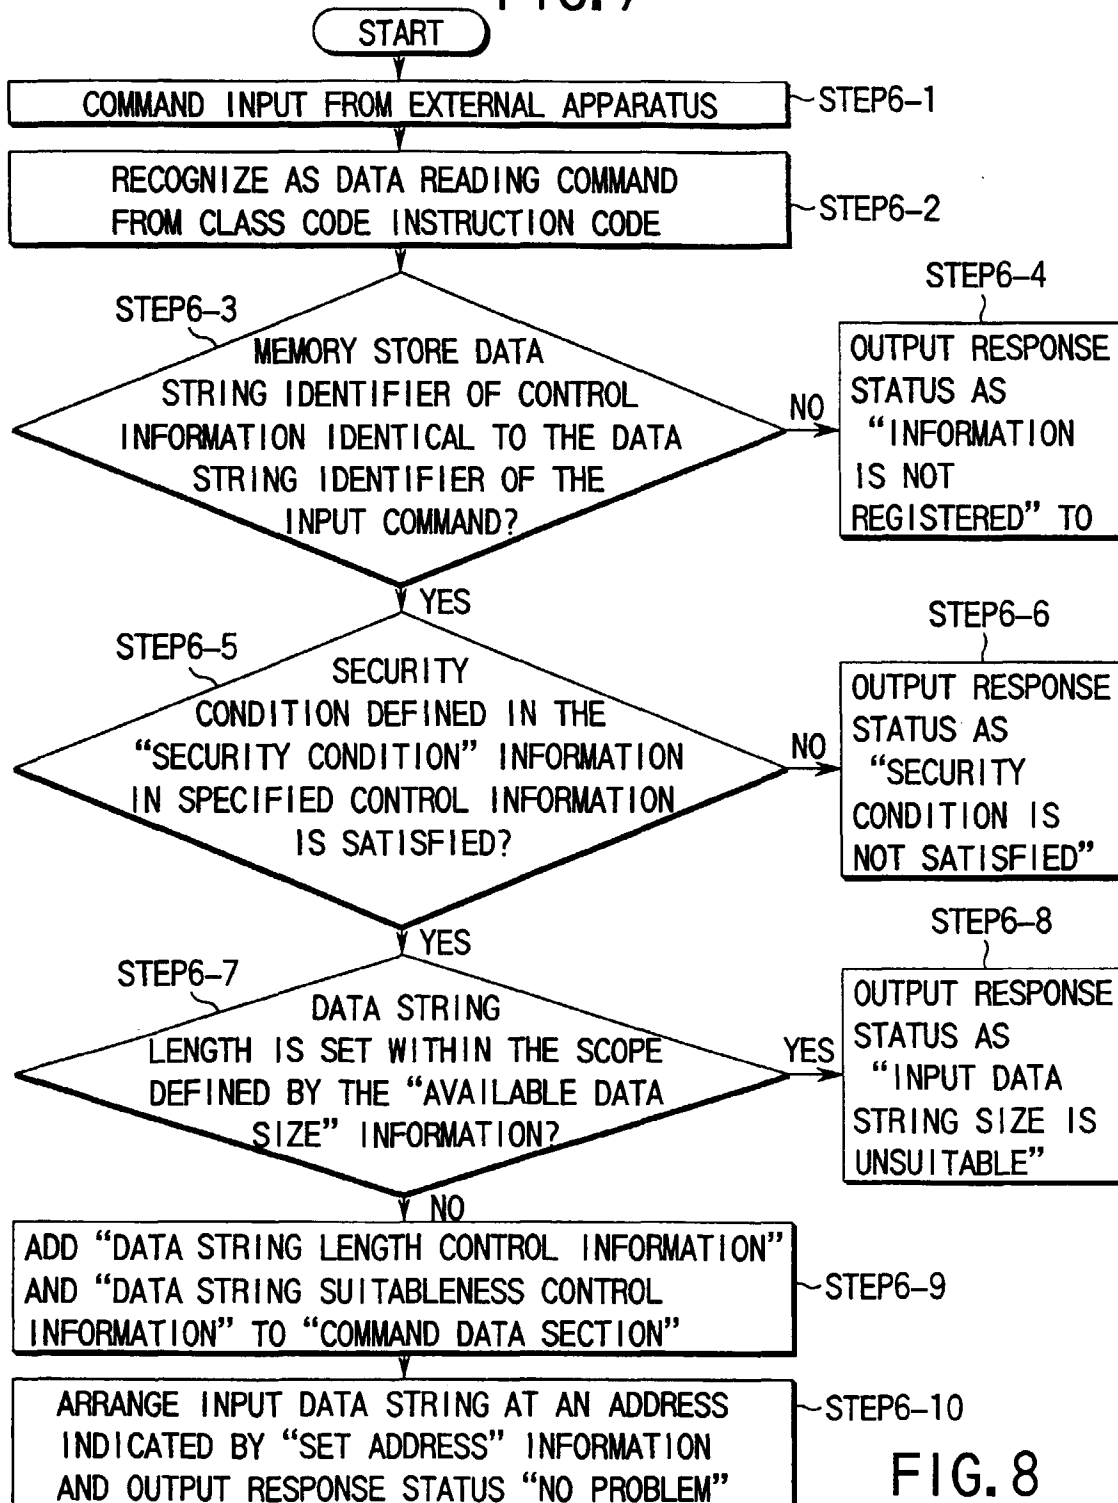 FIG. 7
START
COMMAND INPUT FROM EXTERNAL APPARATUS
STEP6-1
RECOGNIZE AS DATA READING COMMAND
FROM CLASS CODE INSTRUCTION CODE
STEP6-2
STEP6-3
MEMORY STORE DATA
STRING IDENTIFIER OF CONTROL
INFORMATION IDENTICAL TO THE DATA
STRING IDENTIFIER OF THE
INPUT COMMAND?
NO
STEP6-4
OUTPUT RESPONSE
STATUS AS
“INFORMATION
IS NOT
REGISTERED” TO
YES
STEP6-5
SECURITY
CONDITION DEFINED IN THE
“SECURITY CONDITION” INFORMATION
IN SPECIFIED CONTROL INFORMATION
IS SATISFIED?
NO
STEP6-6
OUTPUT RESPONSE
STATUS AS
“SECURITY
CONDITION IS
NOT SATISFIED”
YES
STEP6-7
DATA STRING
LENGTH IS SET WITHIN THE SCOPE
DEFINED BY THE “AVAILABLE DATA
SIZE” INFORMATION?
YES
STEP6-8
OUTPUT RESPONSE
STATUS AS
“INPUT DATA
STRING SIZE IS
UNSUITABLE”
NO
ADD “DATA STRING LENGTH CONTROL INFORMATION”
AND “DATA STRING SUITABLENESS CONTROL
INFORMATION” TO “COMMAND DATA SECTION”
STEP6-9
ARRANGE INPUT DATA STRING AT AN ADDRESS
INDICATED BY “SET ADDRESS” INFORMATION
AND OUTPUT RESPONSE STATUS “NO PROBLEM”
STEP6-10
FIG. 8